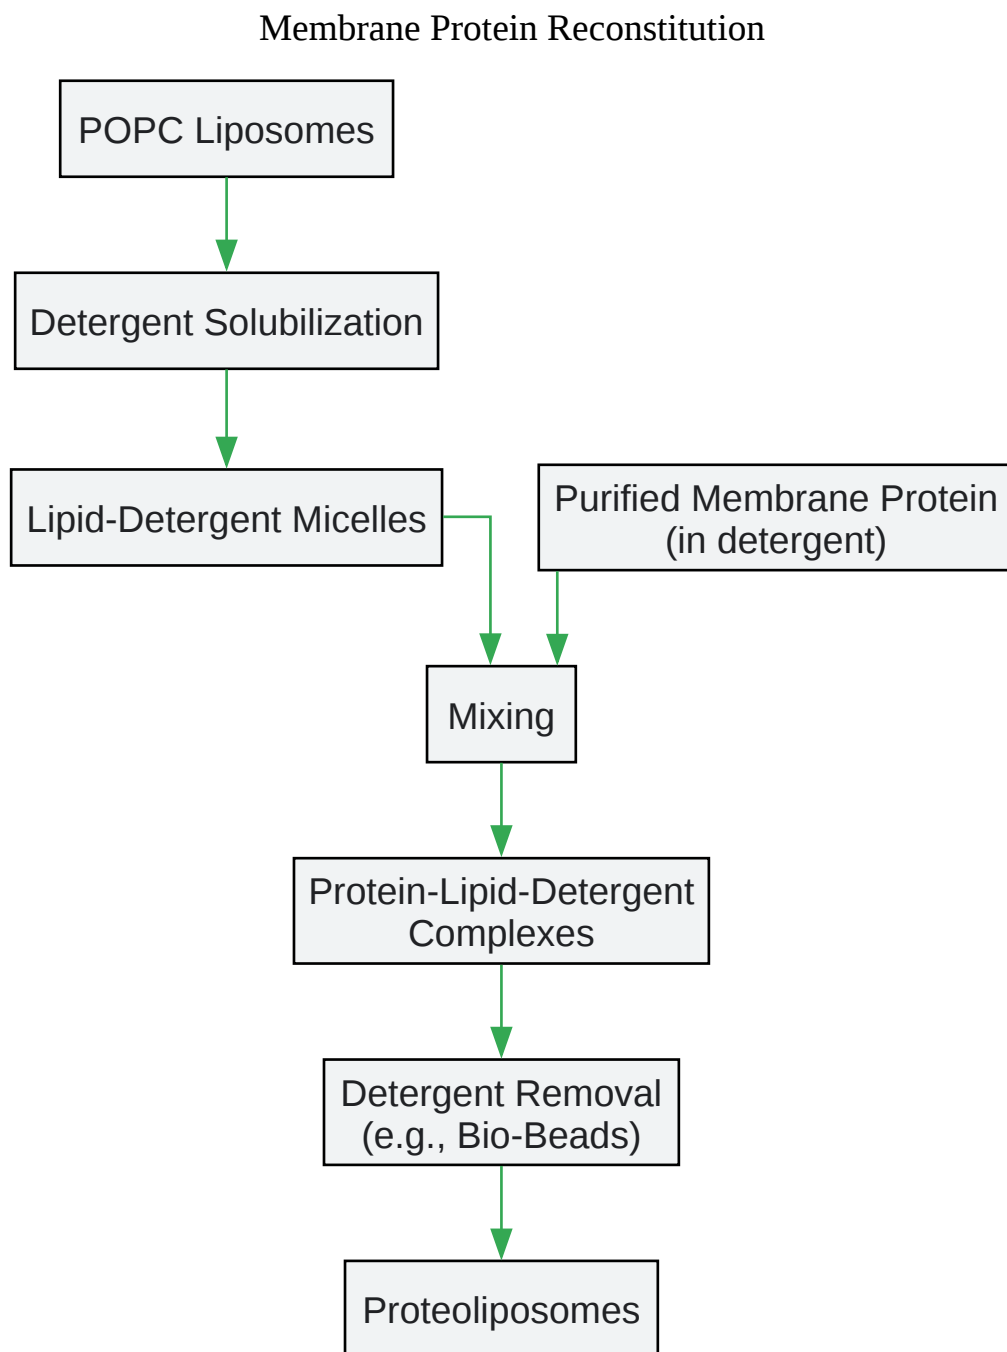 Membrane Protein Reconstitution
POPC Liposomes
Detergent Solubilization
Lipid-Detergent Micelles
Purified Membrane Protein
(in detergent)
Mixing
Protein-Lipid-Detergent
Complexes
Detergent Removal
(e.g., Bio-Beads)
Proteoliposomes